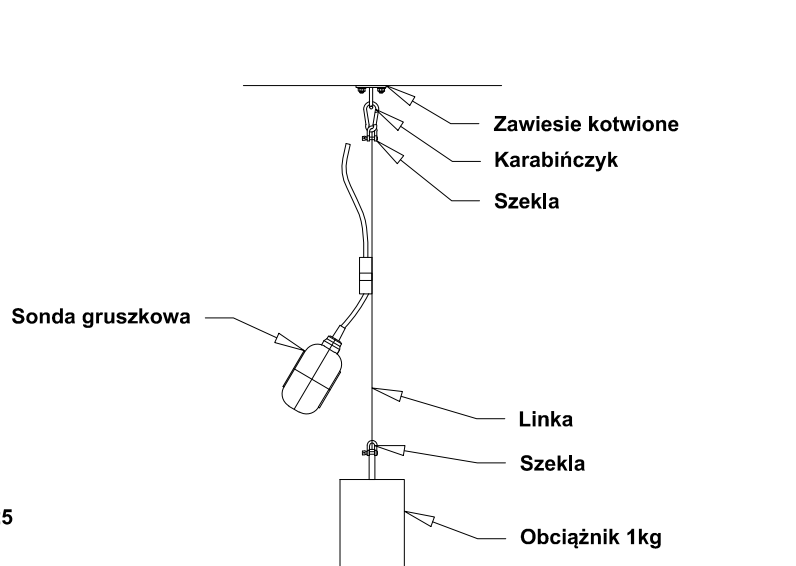 Zawiesie kotwione
Karabińczyk
Szekla
Sonda gruszkowa
Linka
Szekla
5
Obciążnik 1kg